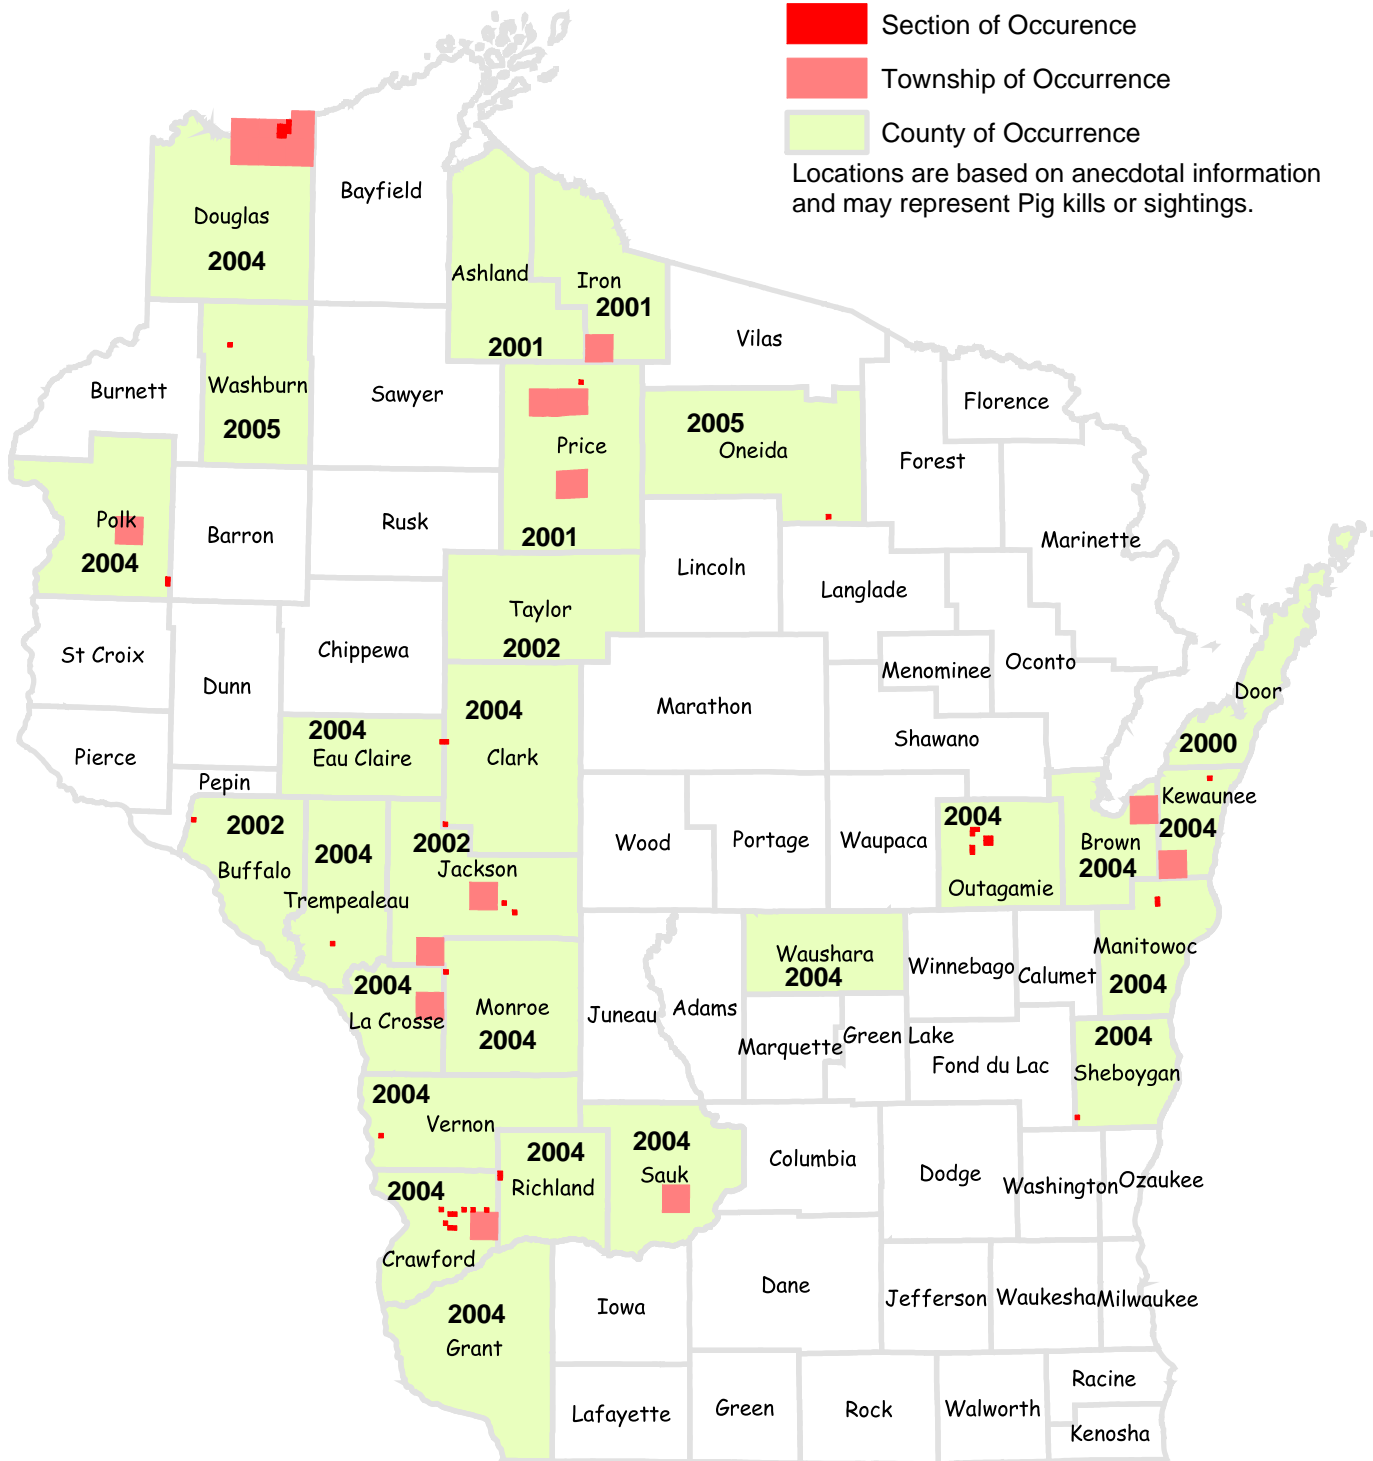 Section of Occurence
Township of Occurrence
County of Occurrence
Locations are based on anecdotal information
and may represent Pig kills or sightings.
Bayfield
Douglas
2004
Ashland
Iron
2001
2001
Vilas
Burnett
Washburn
2005
Sawyer
Price
2001
2005
Oneida
Florence
Forest
Marinette
Polk
2004
Barron
Rusk
Lincoln
Langlade
Taylor
2002
St Croix
Dunn
Chippewa
Menominee
Oconto
Door
2000
Marathon
Shawano
2004
Clark
2004
Eau Claire
Pierce
Pepin
Kewaunee
2004
2002
Buffalo
2004
Trempealeau
2002
Jackson
Wood
Portage
Waupaca
2004
Outagamie
Brown
2004
Waushara
2004
Winnebago
Calumet
Manitowoc
2004
2004
La Crosse
Monroe
2004
Juneau
Adams
Marquette
Green Lake
Fond du Lac
2004
Sheboygan
2004
Vernon
2004
Richland
2004
Sauk
Columbia
Dodge
Washington
Ozaukee
2004
Crawford
Dane
Jefferson
Waukesha
Milwaukee
2004
Grant
Iowa
Lafayette
Green
Rock
Walworth
Racine
Kenosha